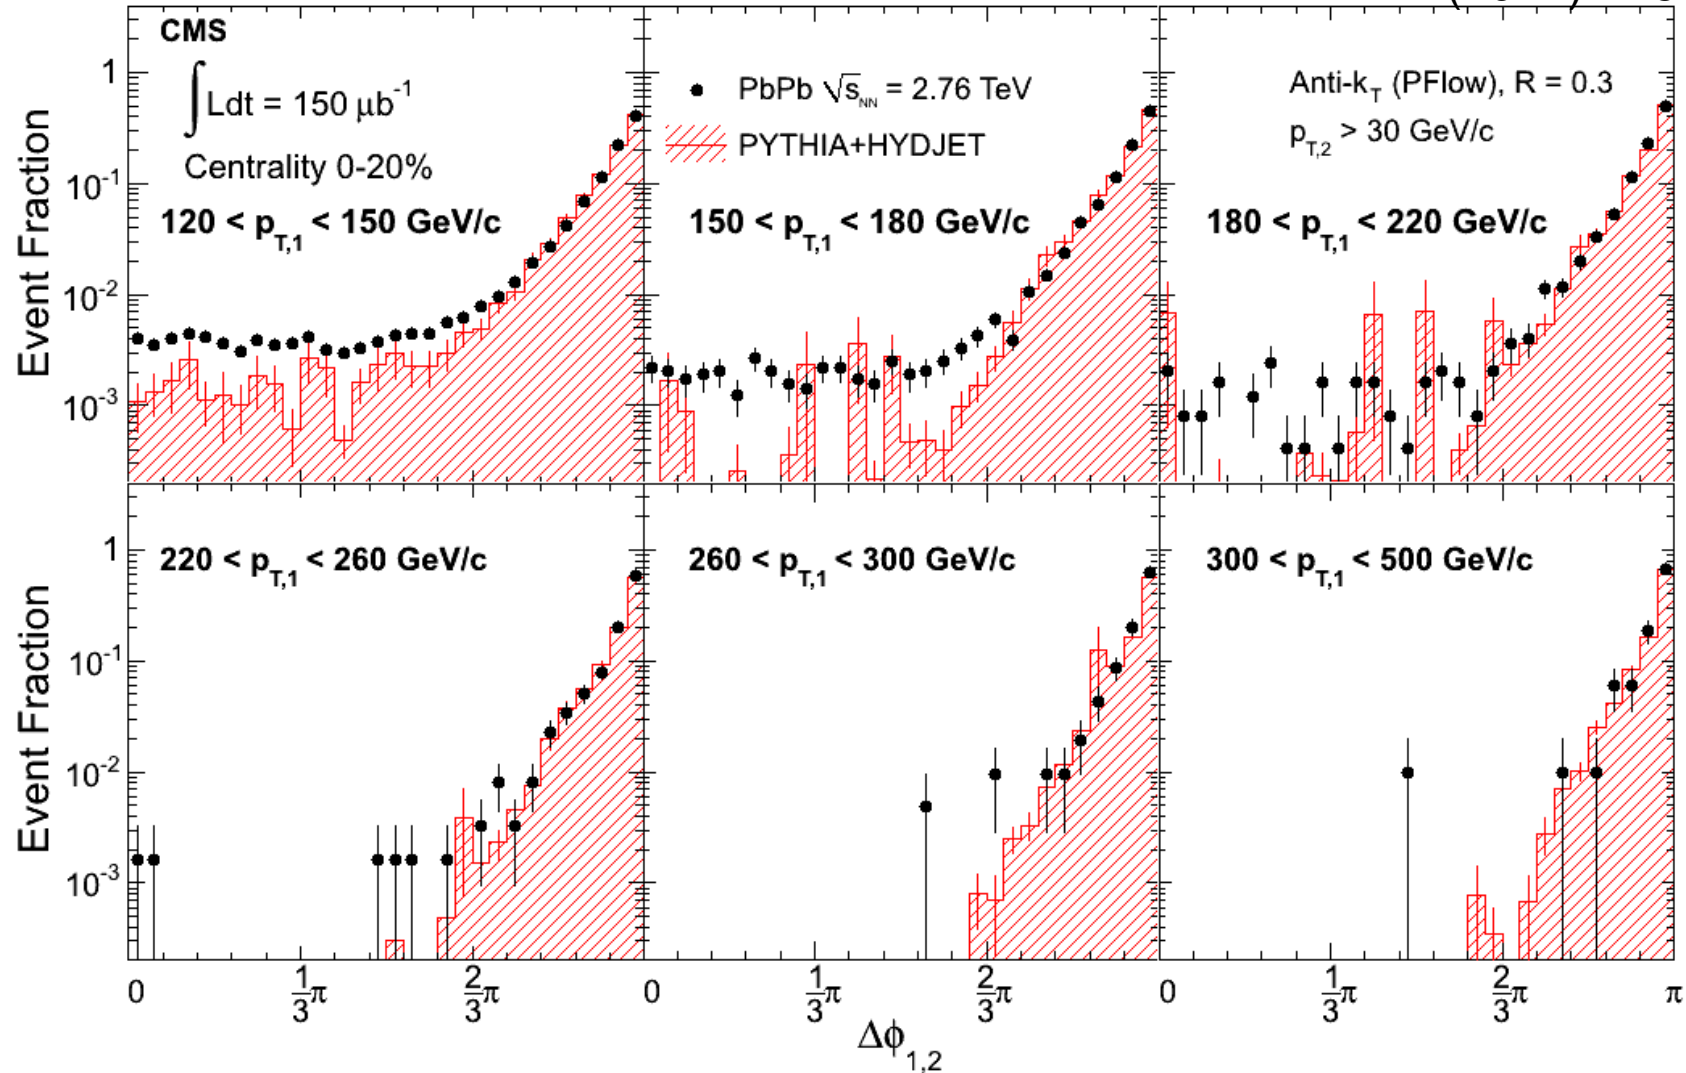 CMS
∫Ldt = 150 μb⁻¹
Centrality 0-20%
120 < p_T,1 < 150 GeV/c
PbPb √s_NN = 2.76 TeV
PYTHIA+HYDJET
150 < p_T,1 < 180 GeV/c
Anti-k_T (PFlow), R = 0.3
p_T,2 > 30 GeV/c
180 < p_T,1 < 220 GeV/c
Event Fraction
1
10⁻¹
10⁻²
10⁻³
220 < p_T,1 < 260 GeV/c
260 < p_T,1 < 300 GeV/c
300 < p_T,1 < 500 GeV/c
Event Fraction
1
10⁻¹
10⁻²
10⁻³
0 1/3π 2/3π 0 1/3π 2/3π 0 1/3π 2/3π π
Δϕ_1,2